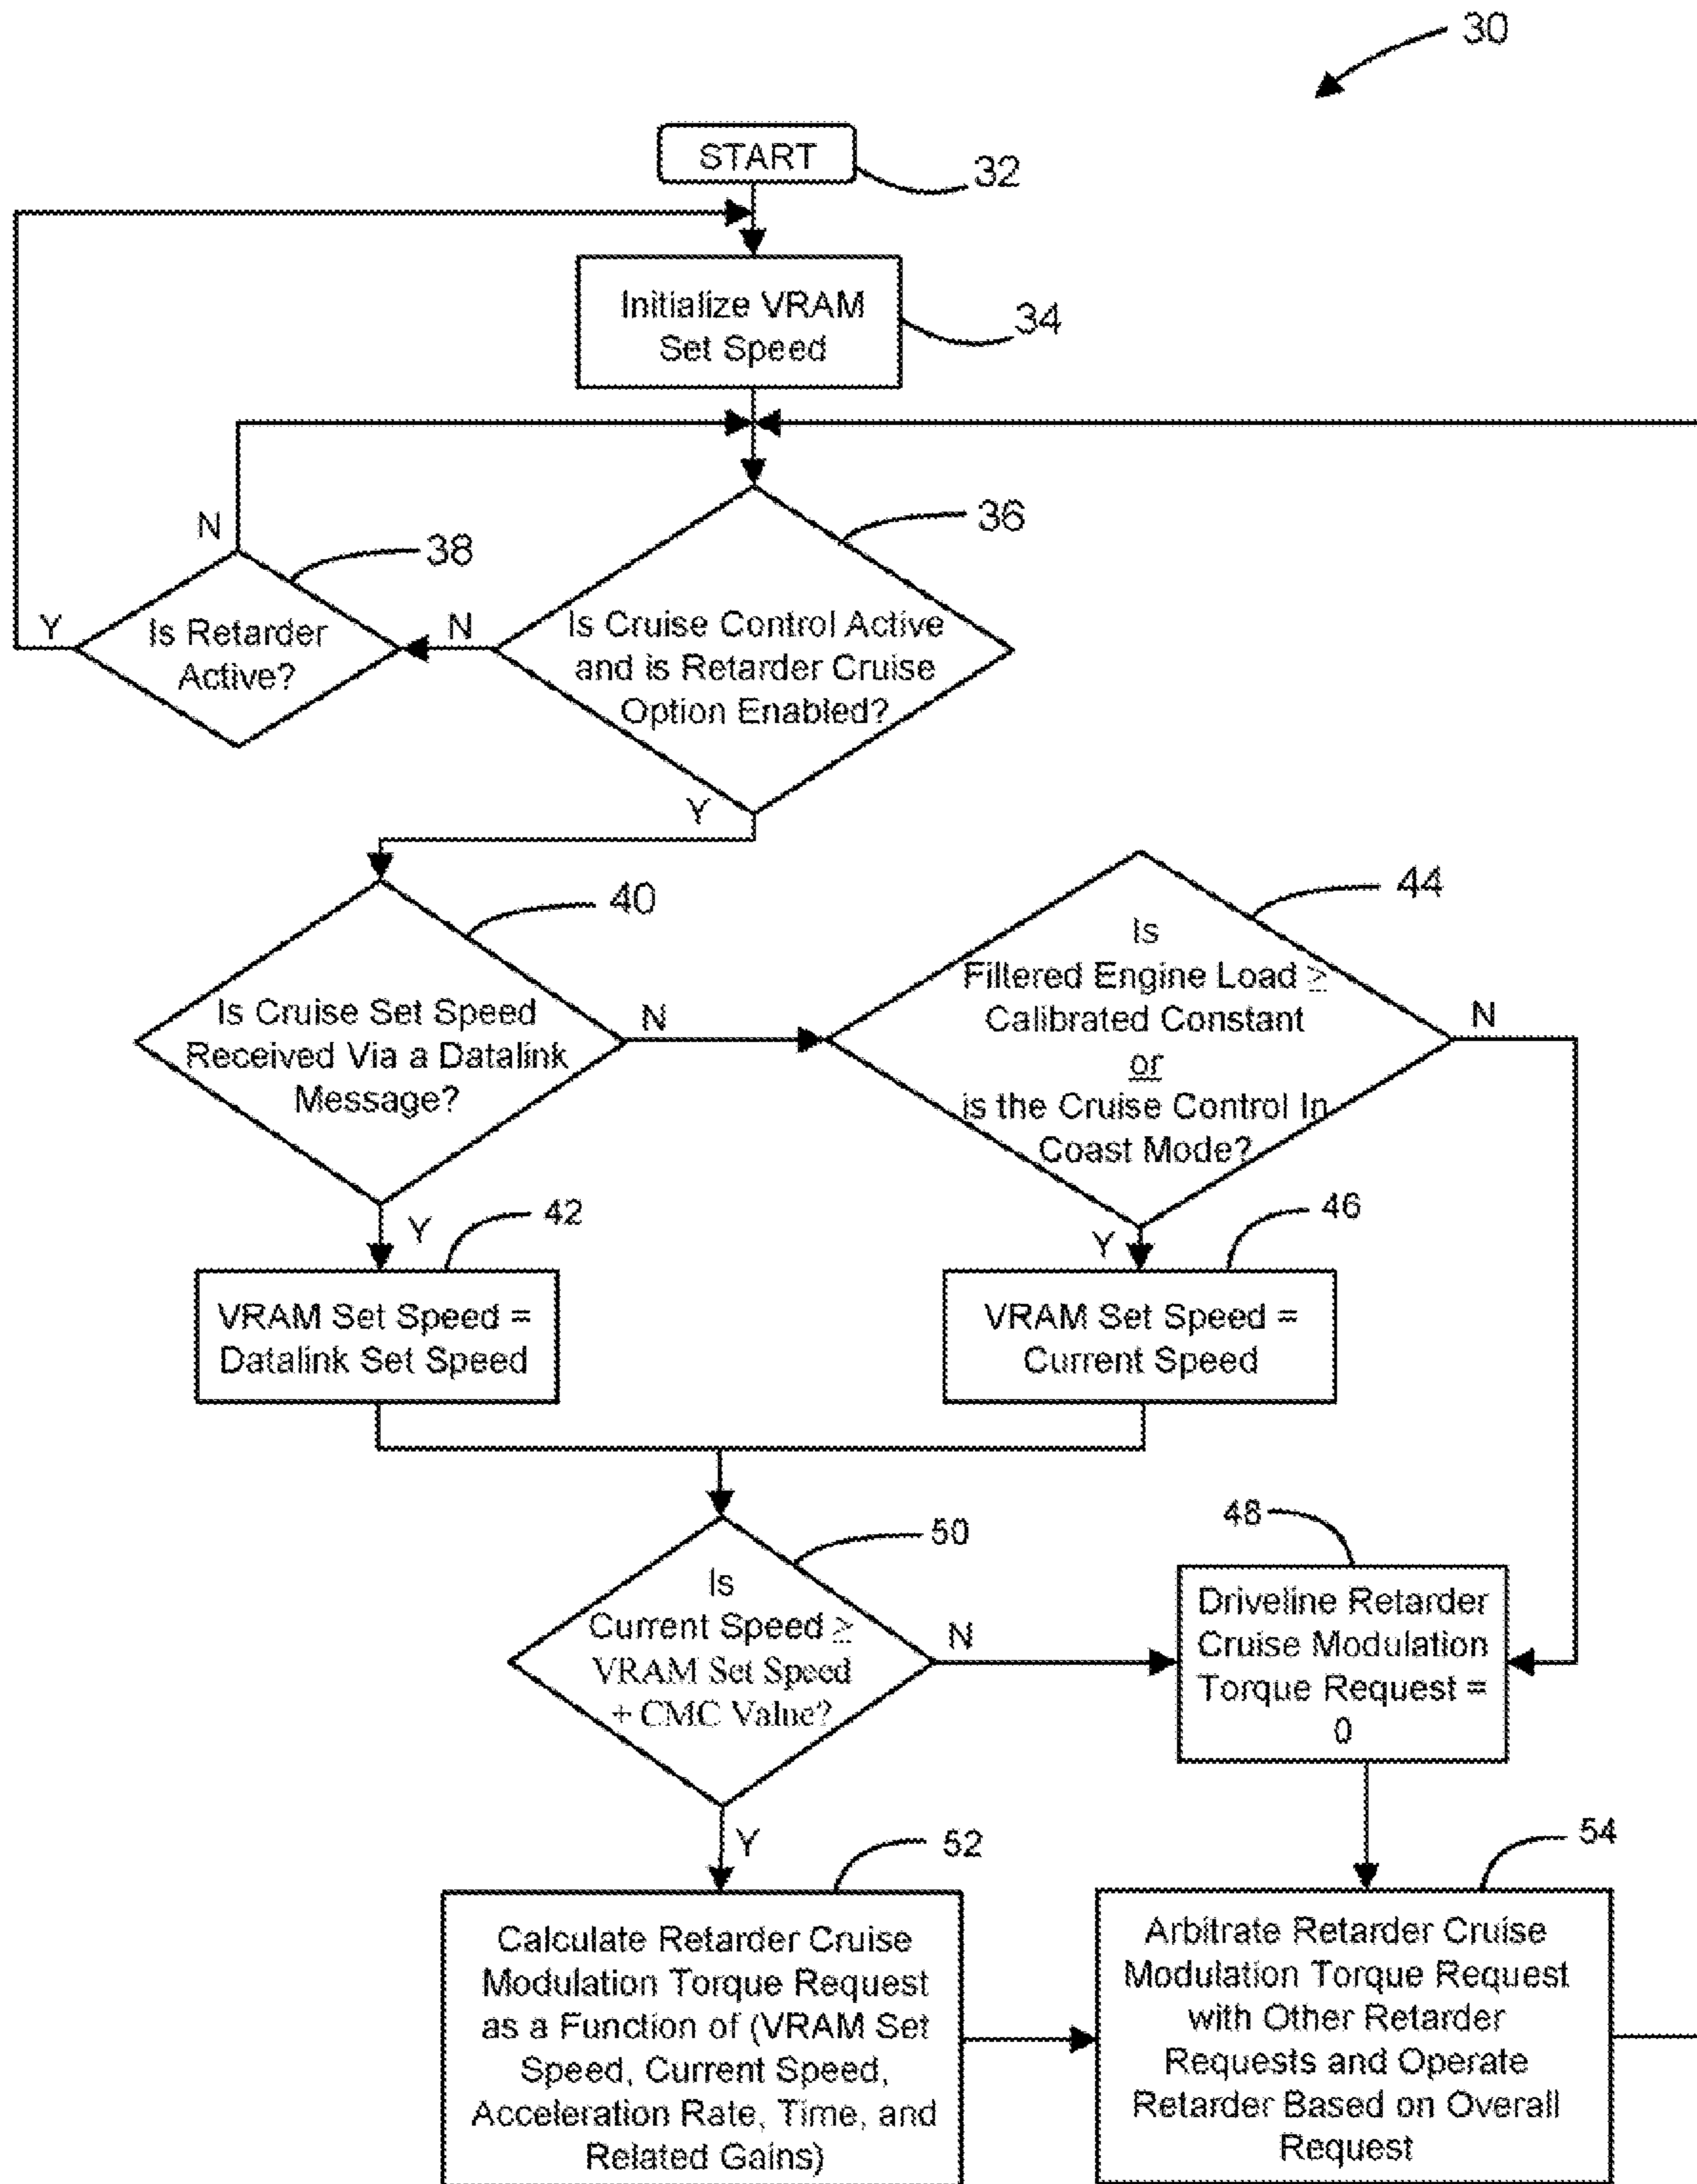 30
START
32
Initialize VRAM
Set Speed
34
36
N
38
Is Retarder
Active?
Y
N
Is Cruise Control Active
and is Retarder Cruise
Option Enabled?
Y
40
Is Cruise Set Speed
Received Via a Datalink
Message?
N
44
Is
Filtered Engine Load ≥
Calibrated Constant
or
is the Cruise Control In
Coast Mode?
N
Y
42
Y
46
VRAM Set Speed =
Datalink Set Speed
VRAM Set Speed =
Current Speed
50
Is
Current Speed ≥
VRAM Set Speed
+ CMC Value?
N
48
Driveline Retarder
Cruise Modulation
Torque Request =
0
Y
52
54
Calculate Retarder Cruise
Modulation Torque Request
as a Function of (VRAM Set
Speed, Current Speed,
Acceleration Rate, Time, and
Related Gains)
Arbitrate Retarder Cruise
Modulation Torque Request
with Other Retarder
Requests and Operate
Retarder Based on Overall
Request